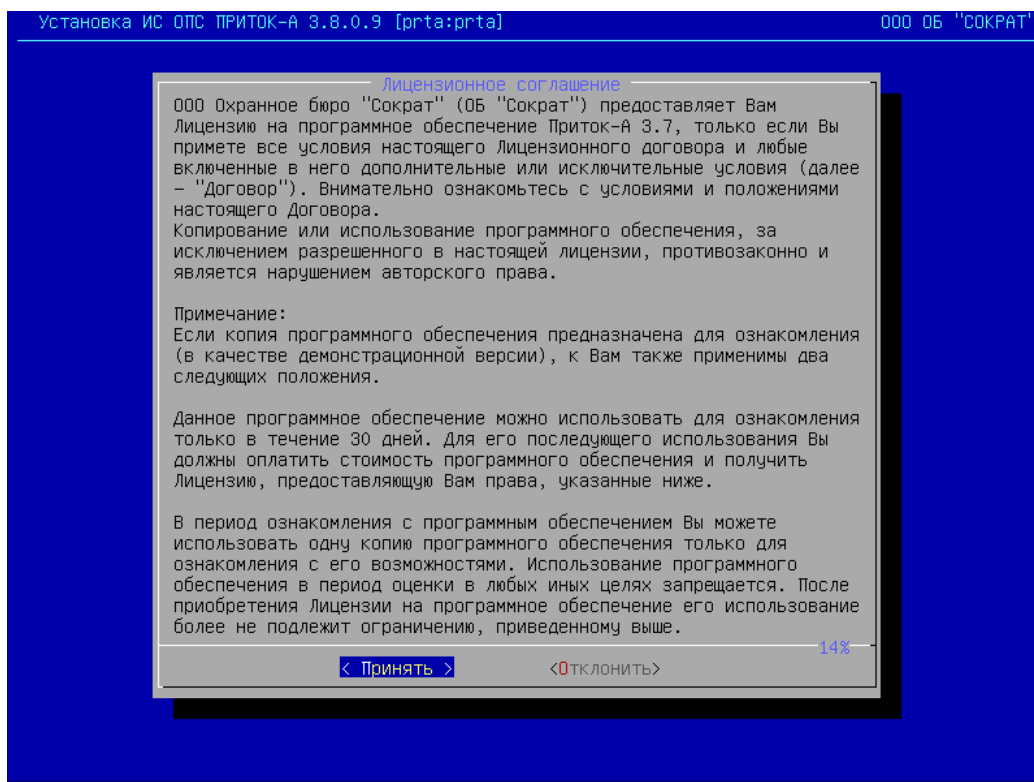 Установка ИС ОПС ПРИТОК-А 3.8.0.9 [prta:prta]
ООО ОБ "СОКРАТ"
Лицензионное соглашение
ООО Охранное бюро "Сократ" (ОБ "Сократ") предоставляет Вам
Лицензию на программное обеспечение Приток-А 3.7, только если Вы
примете все условия настоящего Лицензионного договора и любые
включенные в него дополнительные или исключительные условия (далее
– "Договор"). Внимательно ознакомьтесь с условиями и положениями
настоящего Договора.
Копирование или использование программного обеспечения, за
исключением разрешенного в настоящей лицензии, противозаконно и
является нарушением авторского права.
Примечание:
Если копия программного обеспечения предназначена для ознакомления
(в качестве демонстрационной версии), к Вам также применимы два
следующих положения.
Данное программное обеспечение можно использовать для ознакомления
только в течение 30 дней. Для его последующего использования Вы
должны оплатить стоимость программного обеспечения и получить
Лицензию, предоставляющую Вам права, указанные ниже.
В период ознакомления с программным обеспечением Вы можете
использовать одну копию программного обеспечения только для
ознакомления с его возможностями. Использование программного
обеспечения в период оценки в любых иных целях запрещается. После
приобретения Лицензии на программное обеспечение его использование
более не подлежит ограничению, приведенному выше.
14%
< Принять >
<Отклонить>